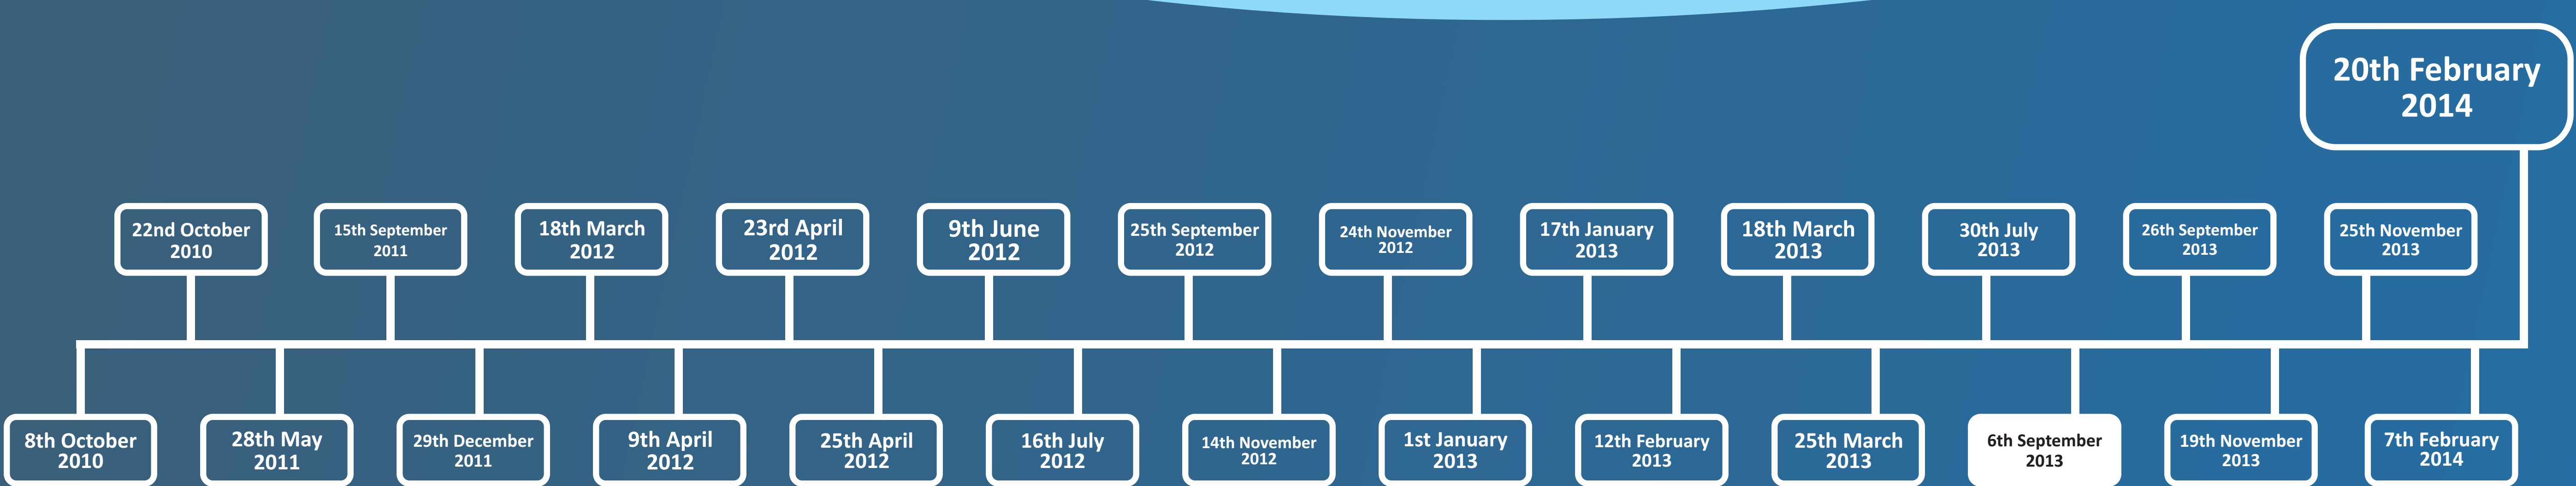 20th February
2014
22nd October
2010
15th September
2011
18th March
2012
23rd April
2012
9th June
2012
25th September
2012
24th November
2012
17th January
2013
18th March
2013
30th July
2013
26th September
2013
25th November
2013
8th October
2010
28th May
2011
29th December
2011
9th April
2012
25th April
2012
16th July
2012
14th November
2012
1st January
2013
12th February
2013
25th March
2013
6th September
2013
19th November
2013
7th February
2014